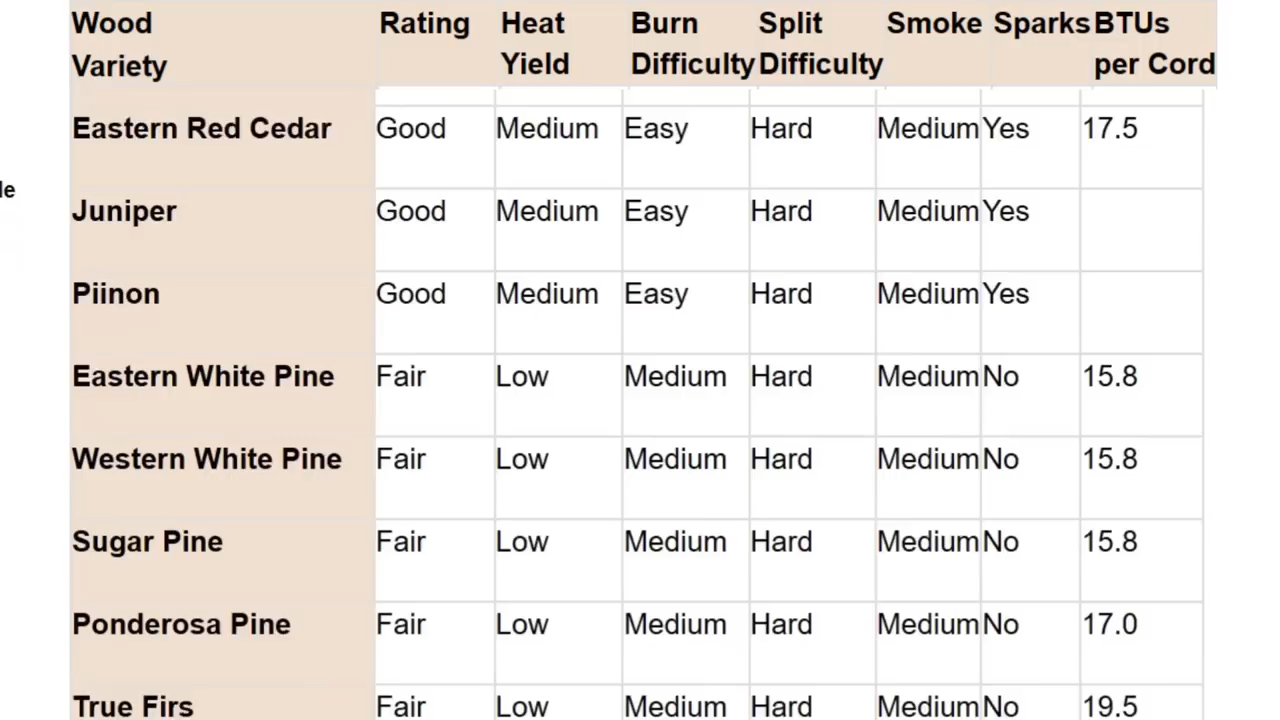 Wood Variety Rating Heat Yield Burn Difficulty Split Difficulty Smoke Sparks BTUs per Cord
Eastern Red Cedar Good Medium Easy Hard Medium Yes 17.5
le
Juniper Good Medium Easy Hard Medium Yes
Piinon Good Medium Easy Hard Medium Yes
Eastern White Pine Fair Low Medium Hard Medium No 15.8
Western White Pine Fair Low Medium Hard Medium No 15.8
Sugar Pine Fair Low Medium Hard Medium No 15.8
Ponderosa Pine Fair Low Medium Hard Medium No 17.0
True Firs Fair Low Medium Hard Medium No 19.5